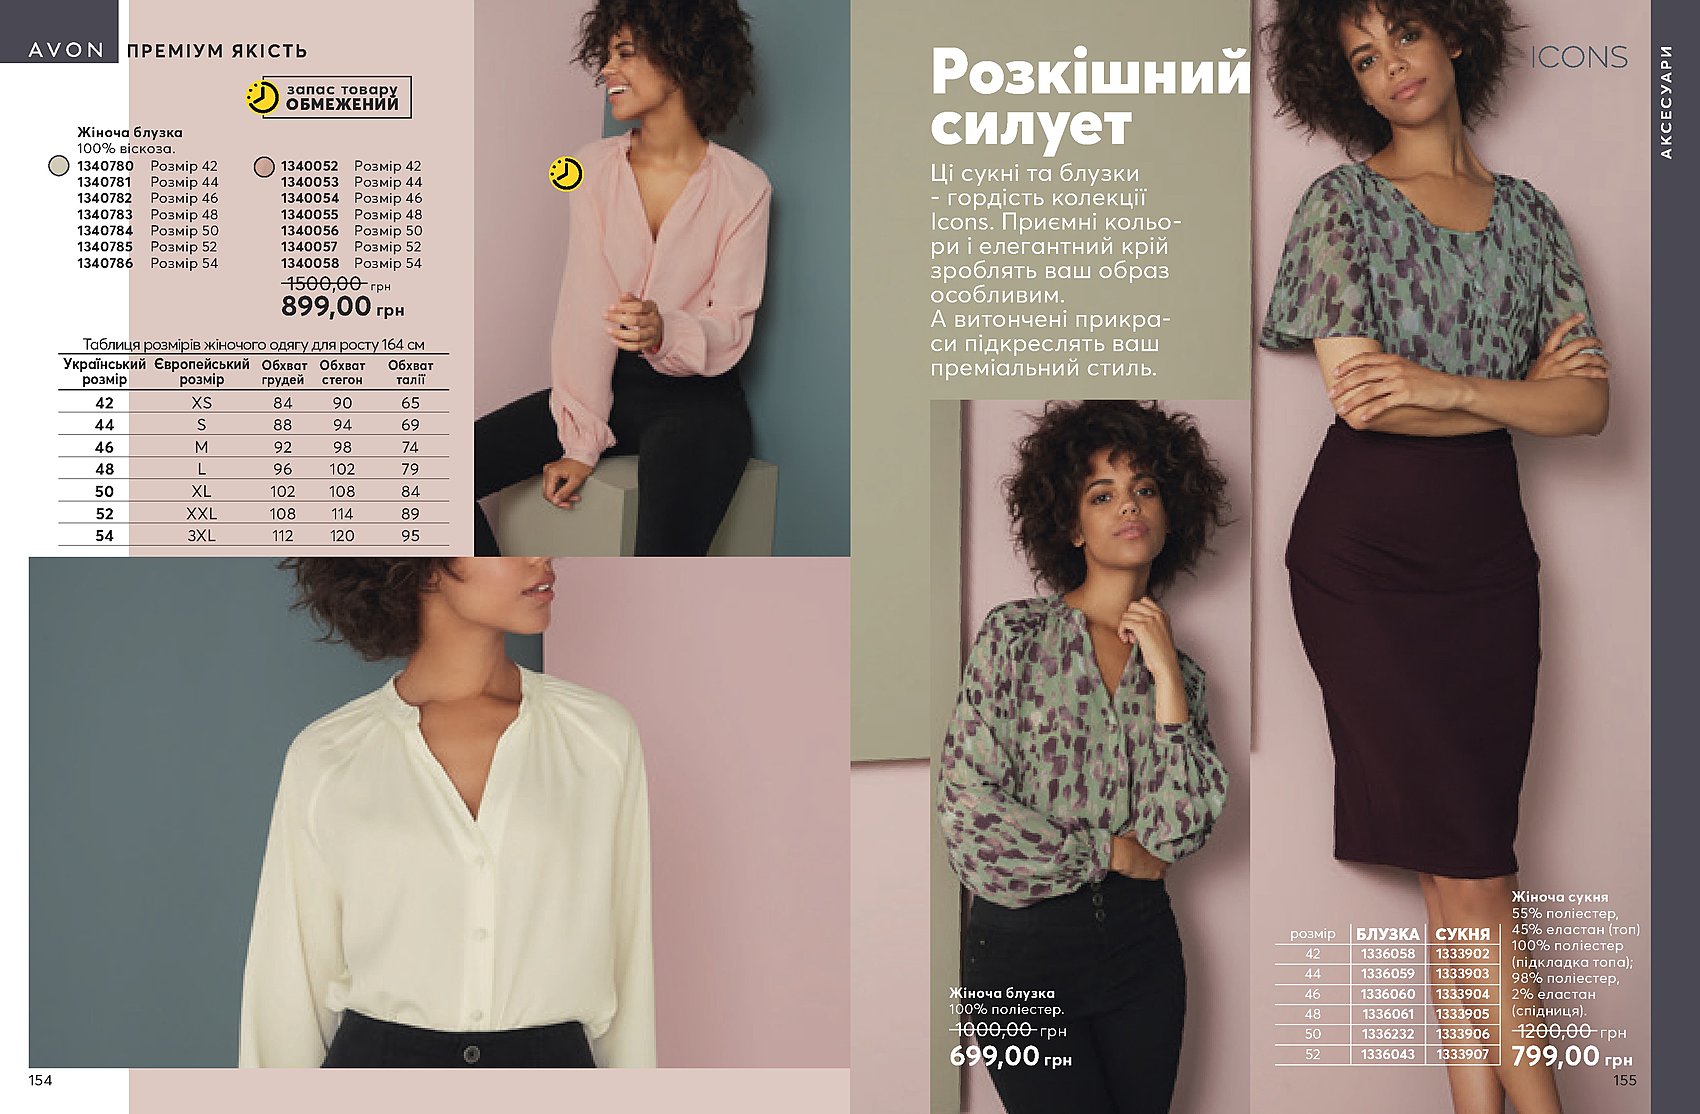 AVON
ПРЕМІУМ ЯКІСТЬ
запас товару
ОБМЕЖЕНИЙ
Жіноча блузка
100% віскоза.
1340780 Розмір 42
1340781 Розмір 44
1340782 Розмір 46
1340783 Розмір 48
1340784 Розмір 50
1340785 Розмір 52
1340786 Розмір 54
1340052 Розмір 42
1340053 Розмір 44
1340054 Розмір 46
1340055 Розмір 48
1340056 Розмір 50
1340057 Розмір 52
1340058 Розмір 54
1500,00 грн
899,00 грн
Таблиця розмірів жіночого одягу для росту 164 см
Український Європейський Обхват Обхват Обхват
розмір розмір грудей стегон талії
42 XS 84 90 65
44 S 88 94 69
46 M 92 98 74
48 L 96 102 79
50 XL 102 108 84
52 XXL 108 114 89
54 3XL 112 120 95
154
Розкішний
силует
Ці сукні та блузки
- гордість колекції
Icons. Приємні кольо-
ри і елегантний крій
зроблять ваш образ
особливим.
А витончені прикра-
си підкреслять ваш
преміальний стиль.
ICONS
АКСЕСУАРИ
Жіноча блузка
100% поліестер.
1000,00 грн
699,00 грн
розмір БЛУЗКА СУКНЯ
42 1336058 1333902
44 1336059 1333903
46 1336060 1333904
48 1336061 1333905
50 1336232 1333906
52 1336043 1333907
Жіноча сукня
55% поліестер,
45% еластан (топ)
100% поліестер
(підкладка топа);
98% поліестер,
2% еластан
(спідниця).
1200,00 грн
799,00 грн
155